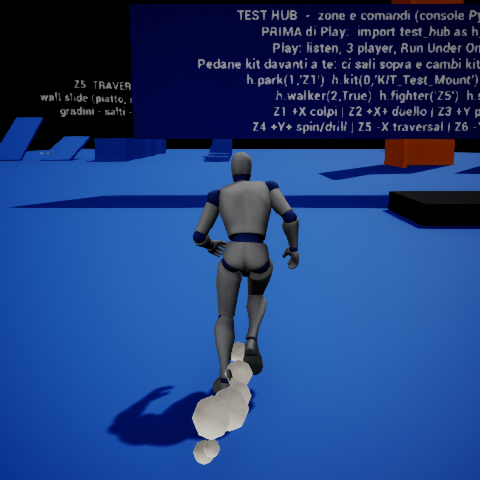 TEST HUB - zone e comandi (console Py
PRIMA di Play: import test_hub as h
Play: listen, 3 player, Run Under On
Pedane kit davanti a te: ci sali sopra e cambi kit
h.park(1,'Z1') h.kit(0,'KIT_Test_Mount')
h.walker(2,True) h.fighter('Z5') h.s
Z1 +X colpi | Z2 +X+ duello | Z3 +Y p
Z4 +Y+ spin/drill | Z5 -X traversal | Z6 -Y
Z5 TRAVER
wall slide (piatto,
gradini - salti -